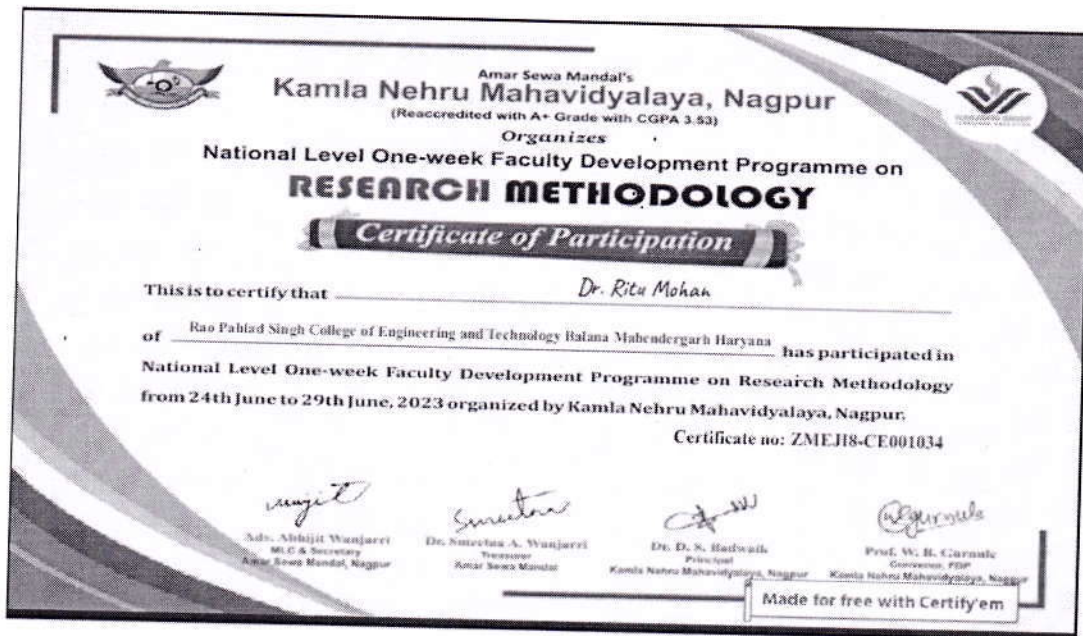 Amar Sewa Mandal's
Kamla Nehru Mahavidyalaya, Nagpur
(Reaccredited with A+ Grade with CGPA 3.53)
Organizes
National Level One-week Faculty Development Programme on
RESEARCH METHODOLOGY
Certificate of Participation
This is to certify that Dr. Ritu Mohan
of Rao Pahlad Singh College of Engineering and Technology Balana Mahendergarh Haryana has participated in
National Level One-week Faculty Development Programme on Research Methodology
from 24th June to 29th June, 2023 organized by Kamla Nehru Mahavidyalaya, Nagpur.
Certificate no: ZMEJI8-CE001034
Adv. Abhijit Wanjarri Dr. Smeeta A. Wanjarri Dr. D. S. Badwaik Prof. W. B. Gurnule
MLC & Secretary Treasurer Principal Convenor, FDP
Amar Sewa Mandal, Nagpur Amar Sewa Mandal Kamla Nehru Mahavidyalaya, Nagpur Kamla Nehru Mahavidyalaya, Nagpur
Made for free with Certify'em